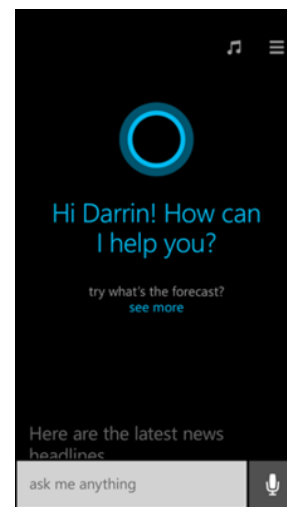 Hi Darrin! How can
I help you?
try what's the forecast?
see more
Here are the latest news
headlines
ask me anything